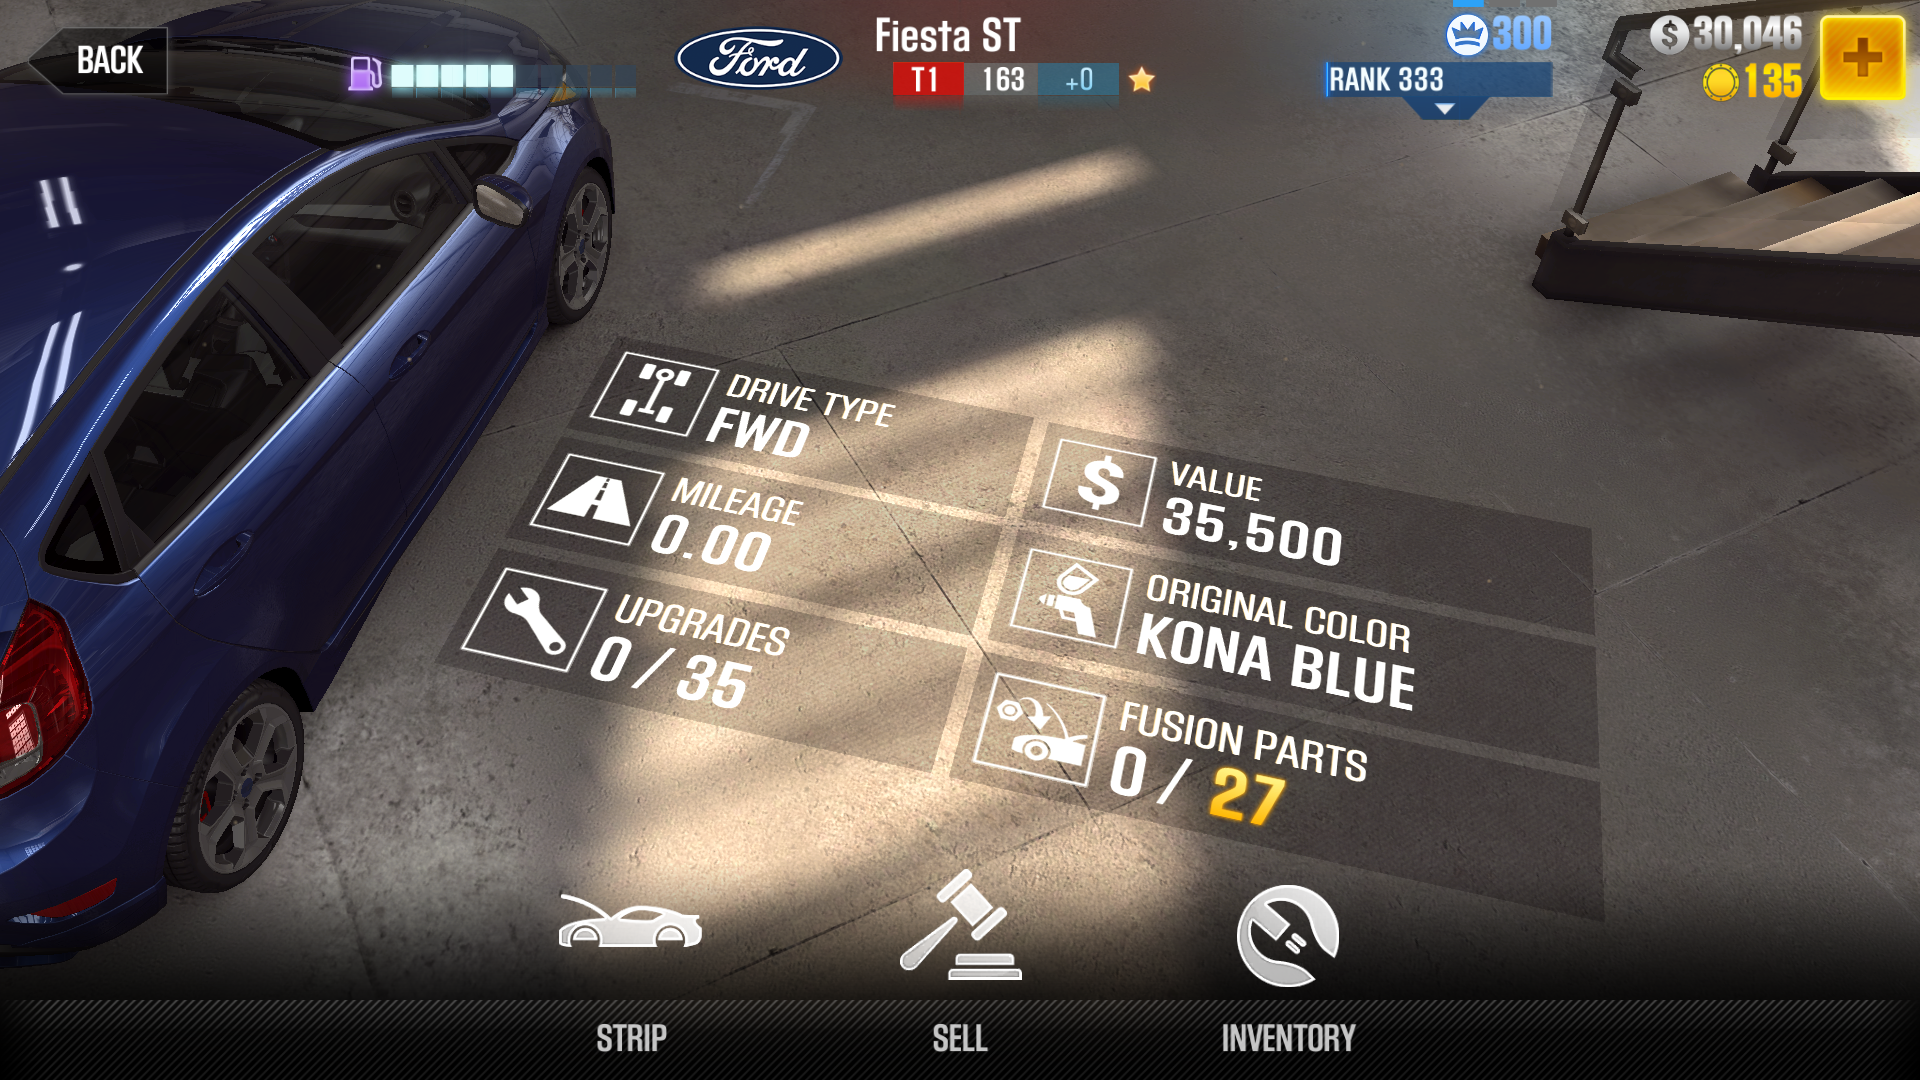 BACK
Ford
Fiesta ST
T1 163 +0
300
RANK 333
30,046
135
DRIVE TYPE
FWD
MILEAGE
0.00
UPGRADES
0 / 35
VALUE
35,500
ORIGINAL COLOR
KONA BLUE
FUSION PARTS
0 / 27
STRIP
SELL
INVENTORY